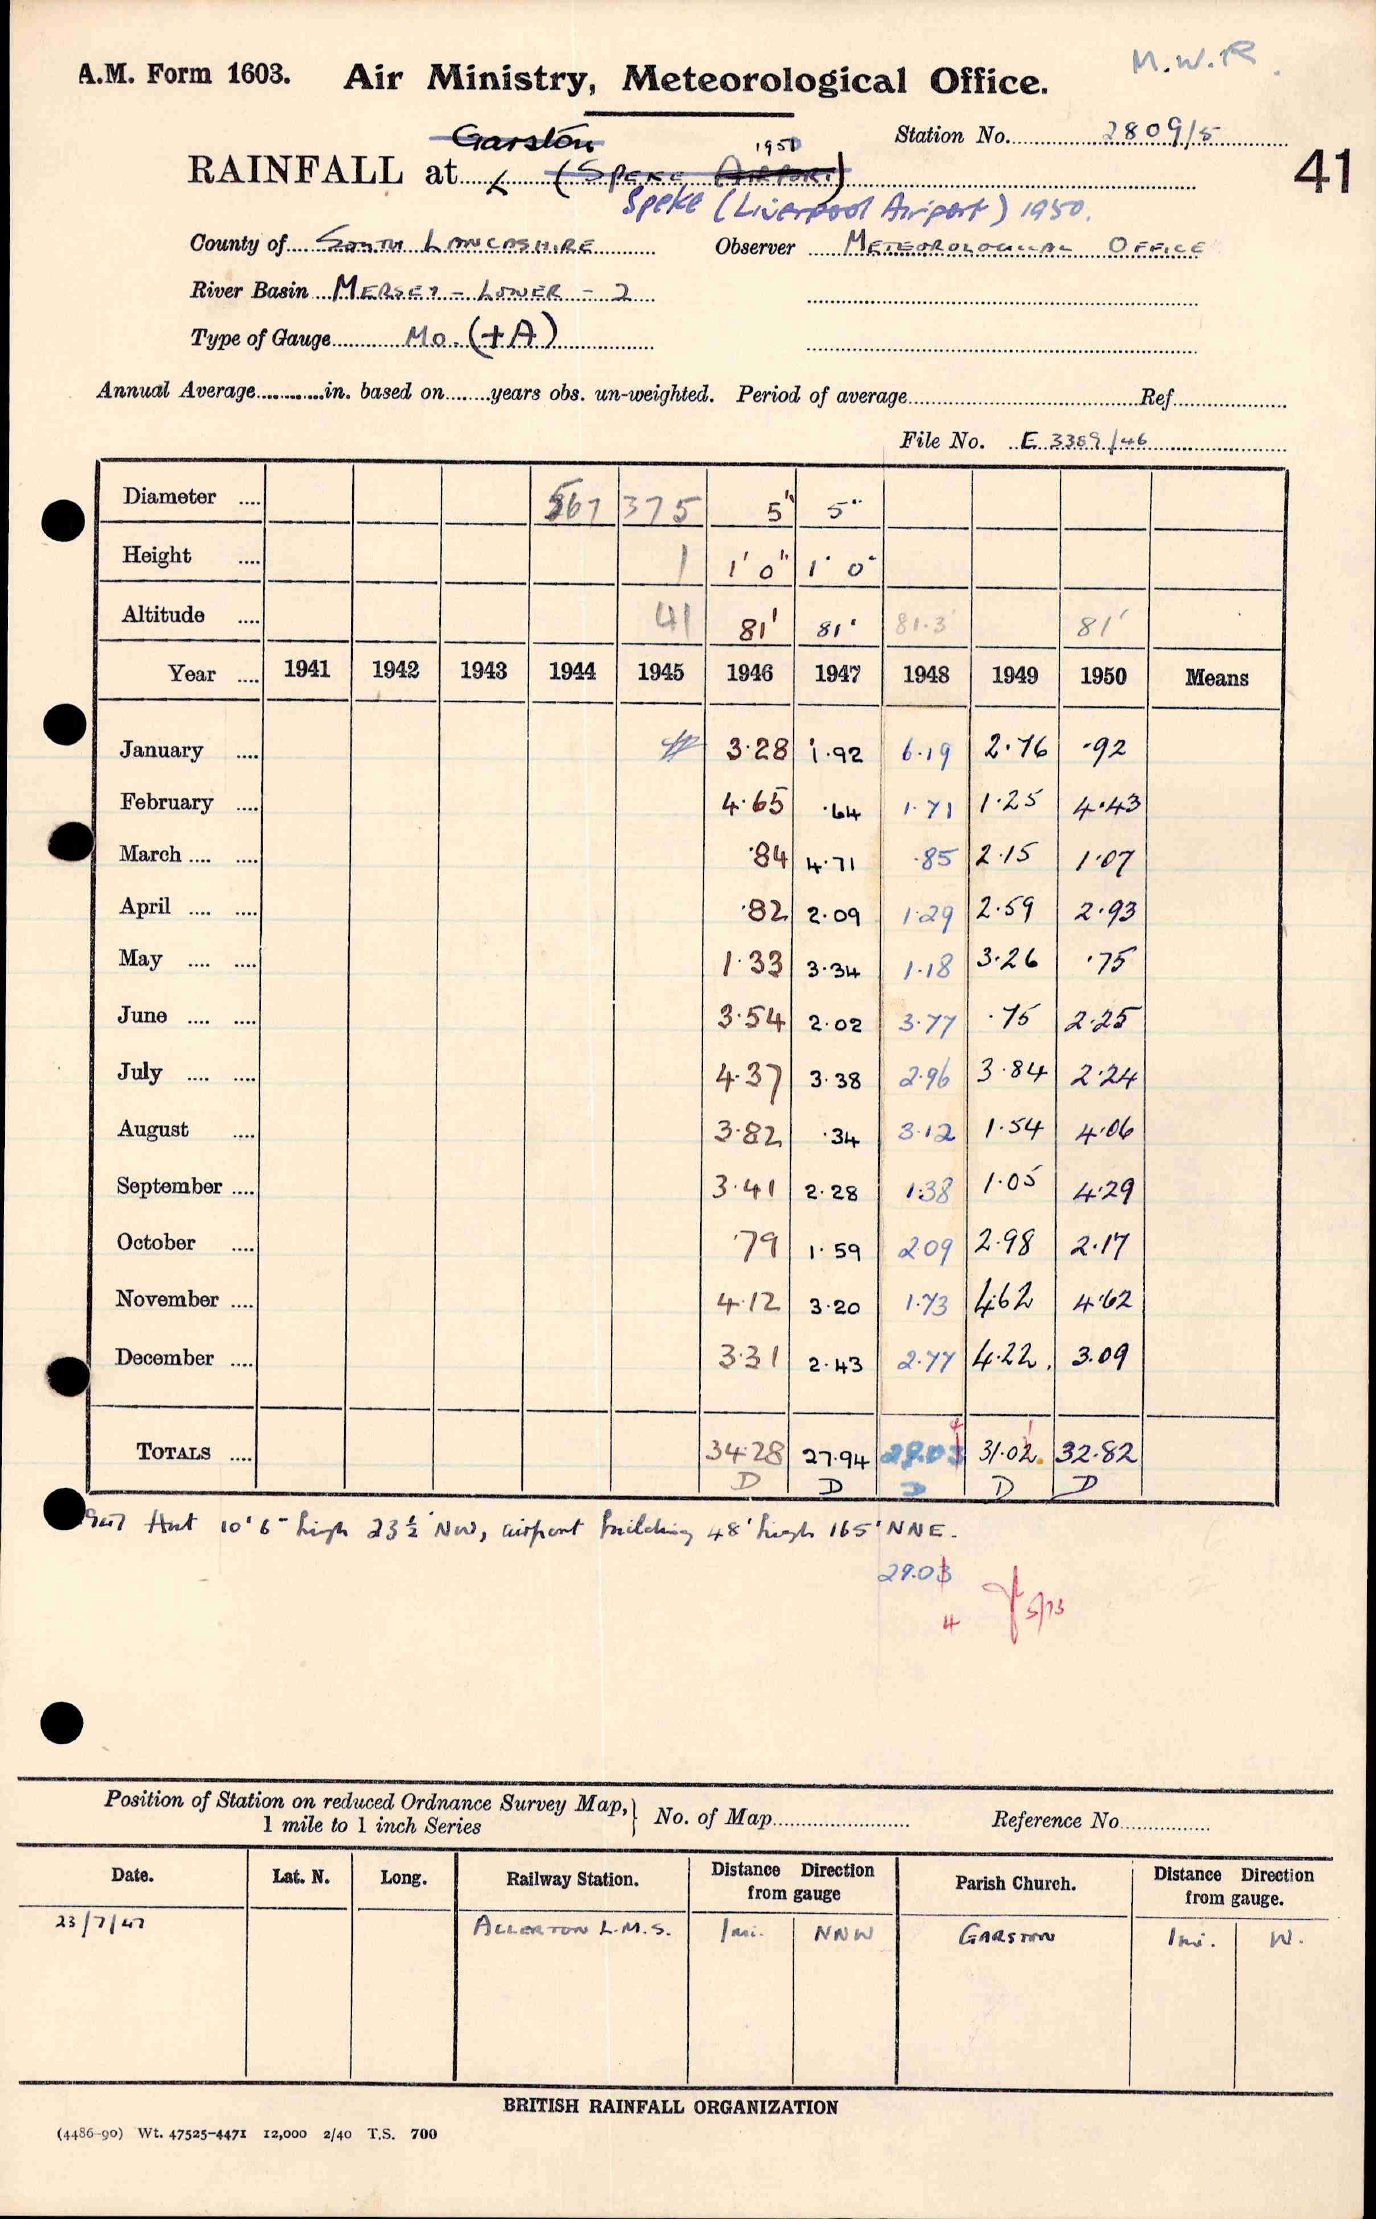 M.W.R.
A.M. Form 1603. Air Ministry, Meteorological Office.
Garston Station No. 2809/5
1950
RAINFALL at (SPEKE AIRPORT) 41
Speke (Liverpool Airport) 1950.
County of SOUTH LANCASHIRE Observer METEOROLOGICAL OFFICE
River Basin MERSEY - LOWER - 2
Type of Gauge Mo. (+A)
Annual Average............in. based on........years obs. un-weighted. Period of average............Ref............
File No. E 3389/46
Diameter .... 567 375 5" 5"
Height .... 1 1' 0" 1' 0"
Altitude .... 41 81' 81' 81.3' 81'
Year .... 1941 1942 1943 1944 1945 1946 1947 1948 1949 1950 Means
January .... 3.28 1.92 6.19 2.76 .92
February .... 4.65 .64 1.71 1.25 4.43
March .... .... .84 4.71 .85 2.15 1.07
April .... .... .82 2.09 1.29 2.59 2.93
May .... .... 1.33 3.34 1.18 3.26 .75
June .... .... 3.54 2.02 3.77 .75 2.25
July .... .... 4.37 3.38 2.96 3.84 2.24
August .... 3.82 .34 3.12 1.54 4.06
September .... 3.41 2.28 1.38 1.05 4.29
October .... .79 1.59 2.09 2.98 2.17
November .... 4.12 3.20 1.73 4.62 4.62
December .... 3.31 2.43 2.77 4.22 3.09
4 1
TOTALS .... 34.28 27.94 29.03 31.02 32.82
D D D D D
1947 Hut 10'6" high 23½' NW, airport building 48' high 165' NNE.
29.03
4 5/73
Position of Station on reduced Ordnance Survey Map, } No. of Map............ Reference No............
1 mile to 1 inch Series
Date. Lat. N. Long. Railway Station. Distance Direction from gauge Parish Church. Distance Direction from gauge.
23/7/47 ALLERTON L.M.S. 1 mi. NNW GARSTON 1 mi. W.
BRITISH RAINFALL ORGANIZATION
(4486-90) Wt. 47525-4471 12,000 2/40 T.S. 700